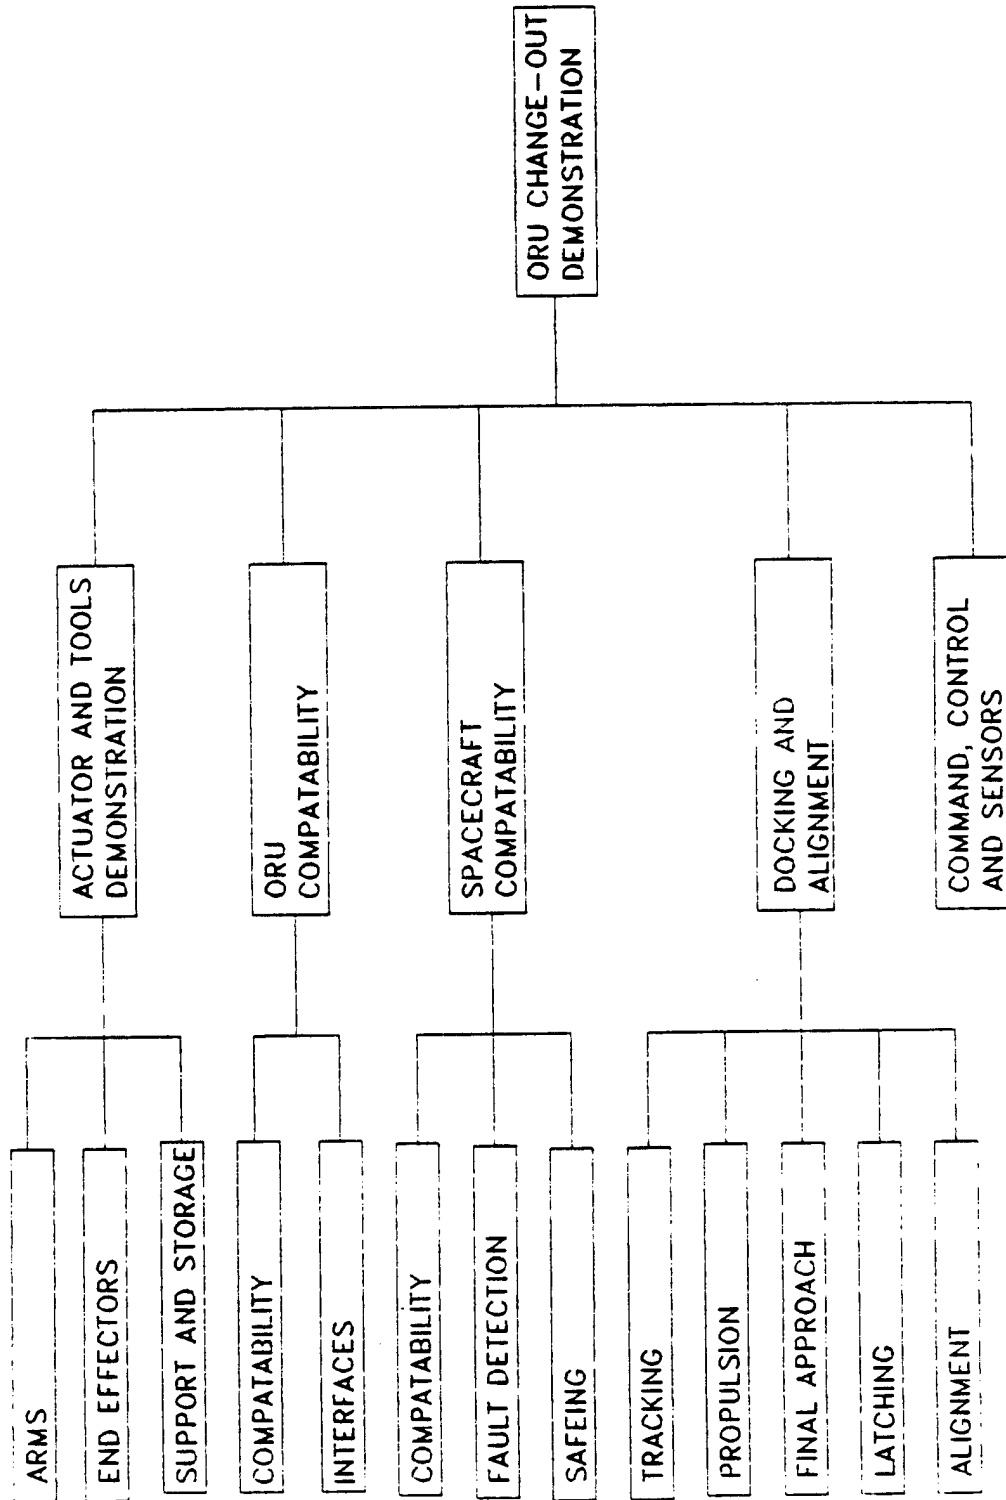 ARMS
END EFFECTORS
SUPPORT AND STORAGE
COMPATABILITY
INTERFACES
COMPATABILITY
FAULT DETECTION
SAFEING
TRACKING
PROPULSION
FINAL APPROACH
LATCHING
ALIGNMENT
ACTUATOR AND TOOLS
DEMONSTRATION
ORU
COMPATABILITY
SPACECRAFT
COMPATABILITY
DOCKING AND
ALIGNMENT
COMMAND, CONTROL
AND SENSORS
ORU CHANGE-OUT
DEMONSTRATION